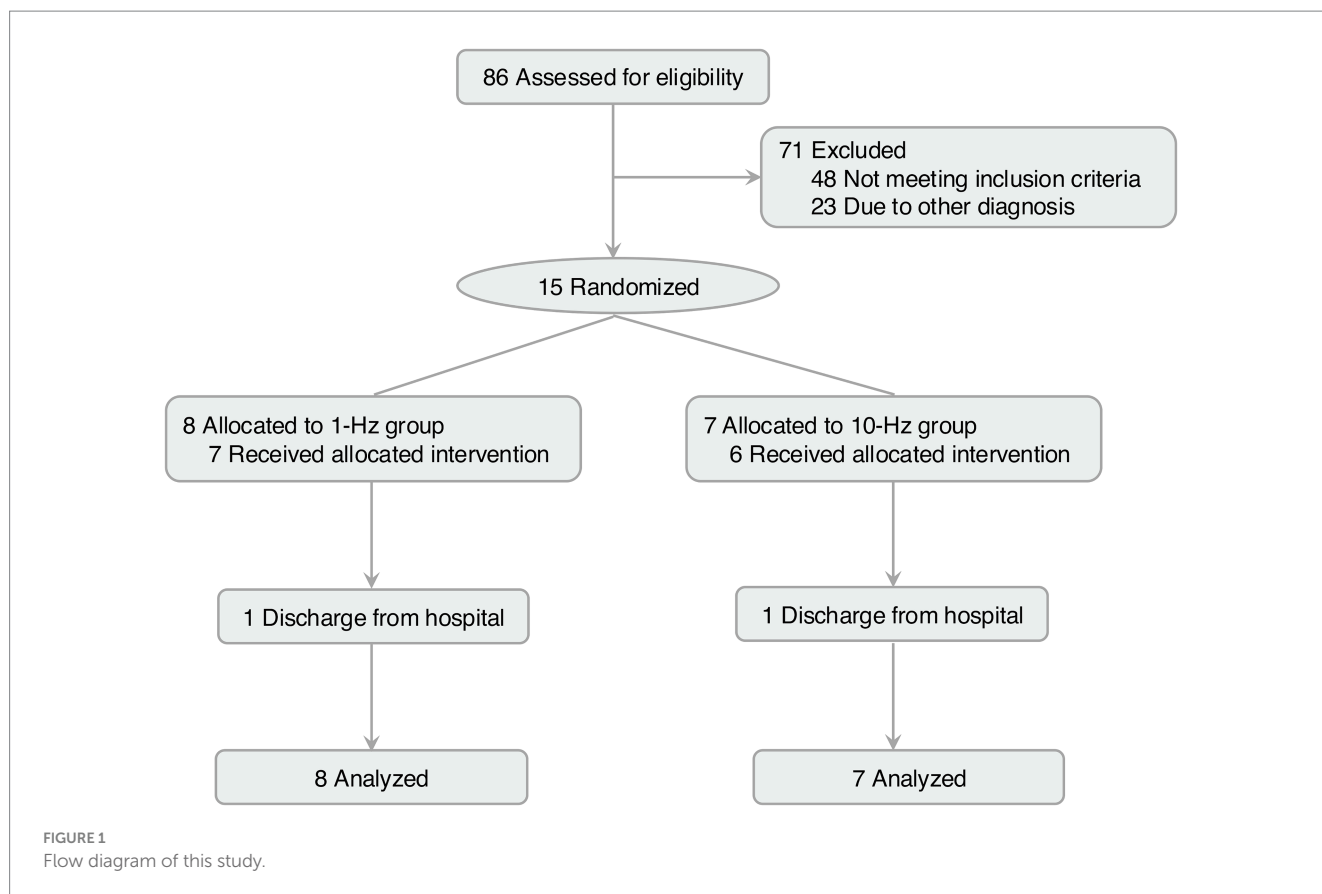 86 Assessed for eligibility
71 Excluded
48 Not meeting inclusion criteria
23 Due to other diagnosis
15 Randomized
8 Allocated to 1-Hz group
7 Received allocated intervention
7 Allocated to 10-Hz group
6 Received allocated intervention
1 Discharge from hospital
1 Discharge from hospital
8 Analyzed
7 Analyzed
FIGURE 1
Flow diagram of this study.